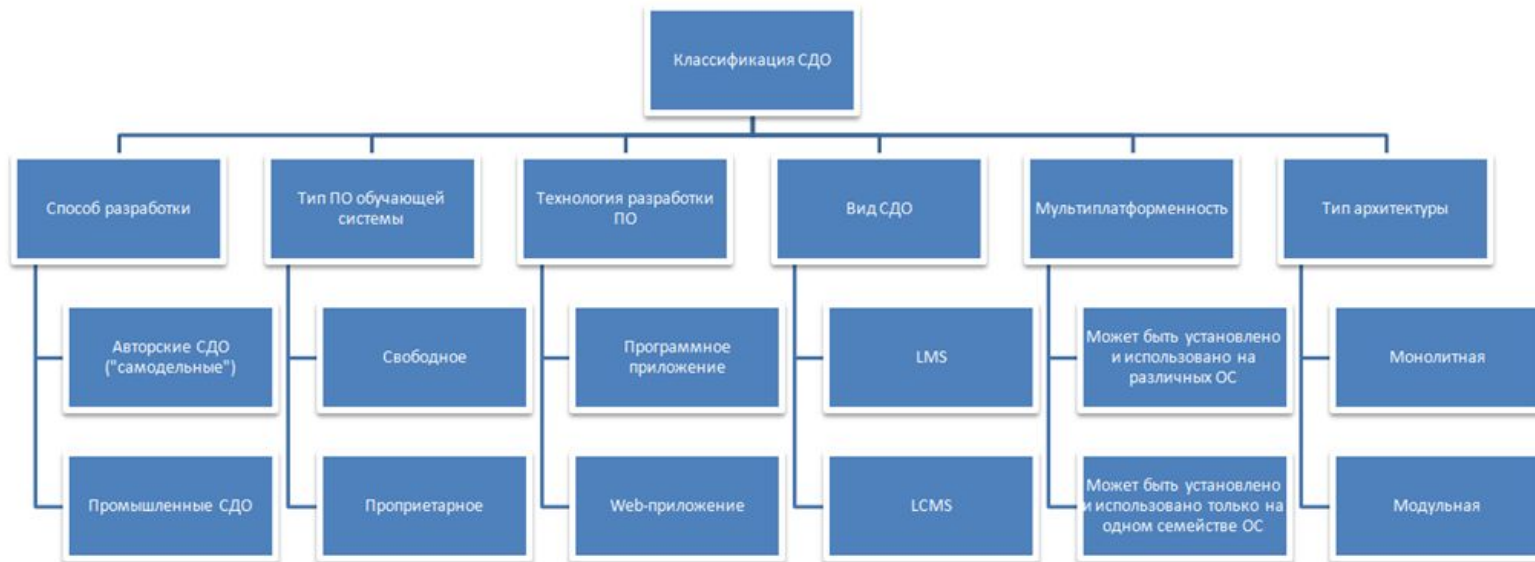 Классификация СДО
Способ разработки
Тип ПО обучающей
системы
Технология разработки
ПО
Вид СДО
Мультиплатформенность
Тип архитектуры
Авторские СДО
("самодельные")
Свободное
Программное
приложение
LMS
Может быть установлено
и использовано на
различных ОС
Монолитная
Промышленные СДО
Проприетарное
Web-приложение
LCMS
Может быть установлено
и использовано только на
одном семействе ОС
Модульная